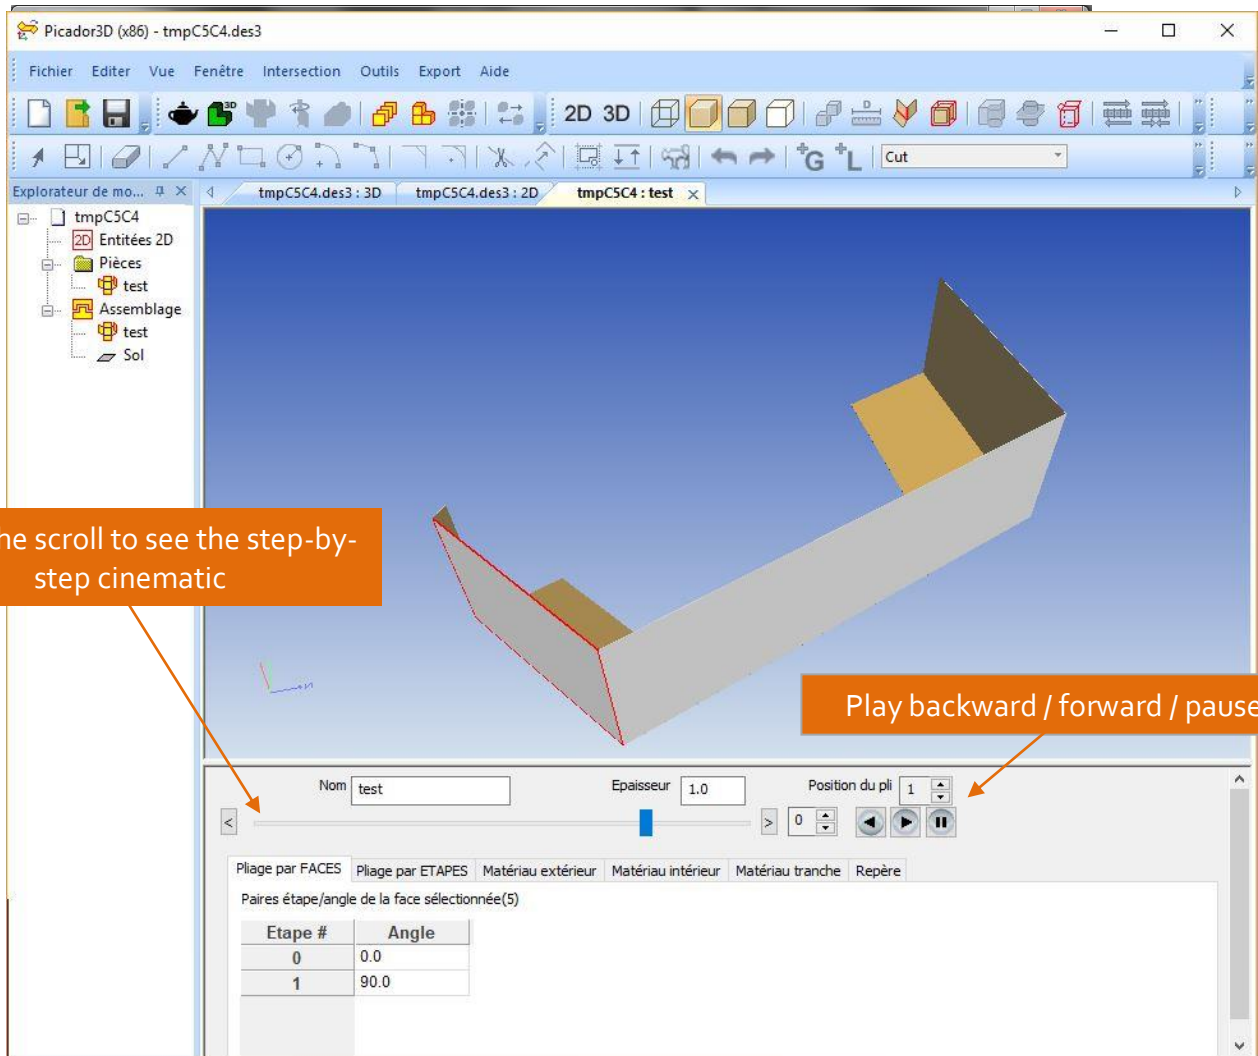 Picador3D (x86) - tmpC5C4.des3
Fichier Editer Vue Fenêtre Intersection Outils Export Aide
3D 2D 3D
+G +L Cut
Explorateur de mo...
tmpC5C4.des3 : 3D tmpC5C4.des3 : 2D tmpC5C4 : test
tmpC5C4
2D Entitées 2D
Pièces
test
Assemblage
test
Sol
he scroll to see the step-by-
step cinematic
Play backward / forward / pause
Nom test Epaisseur 1.0 Position du pli 1
< > 0
Pliage par FACES Pliage par ETAPES Matériau extérieur Matériau intérieur Matériau tranche Repère
Paires étape/angle de la face sélectionnée(5)
Etape # Angle
0 0.0
1 90.0